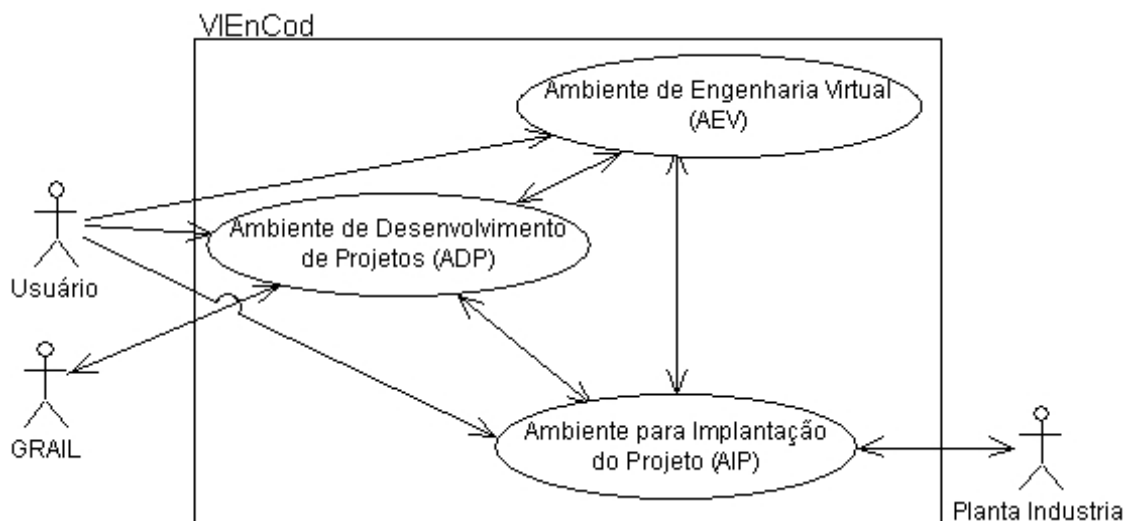 VIEnCod
Ambiente de Engenharia Virtual
(AEV)
Ambiente de Desenvolvimento
de Projetos (ADP)
Usuário
GRAIL
Ambiente para Implantação
do Projeto (AIP)
Planta Industria